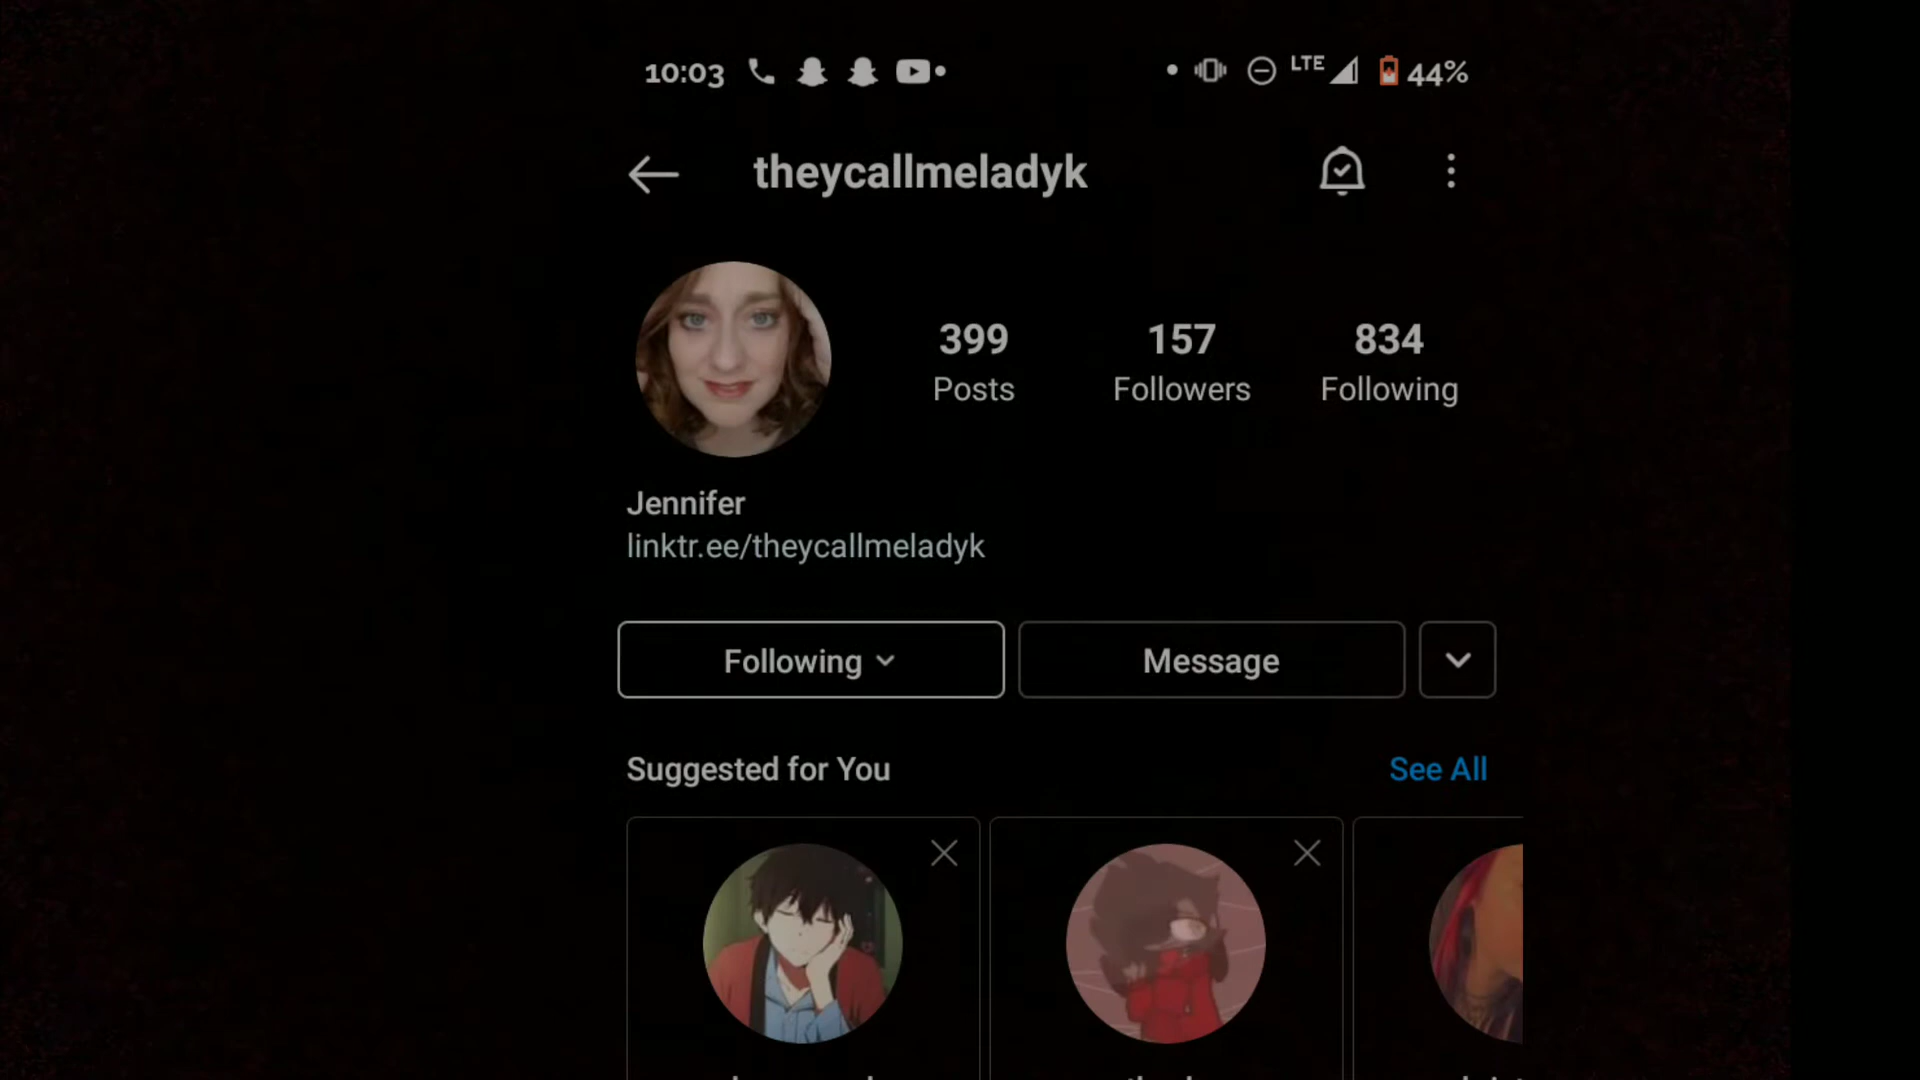 10:03 LTE 44%
theycallmeladyk
399 157 834
Posts Followers Following
Jennifer
linktr.ee/theycallmeladyk
Following Message
Suggested for You See All